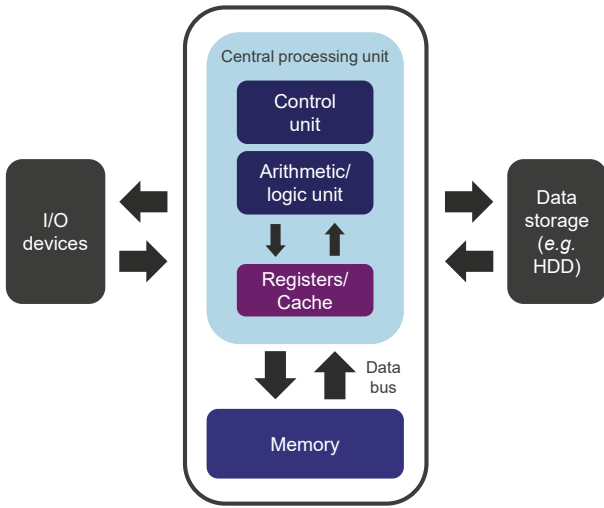 Central processing unit
Control
unit
Arithmetic/
logic unit
I/O
devices
Data
storage
(e.g.
HDD)
Registers/
Cache
Data
bus
Memory